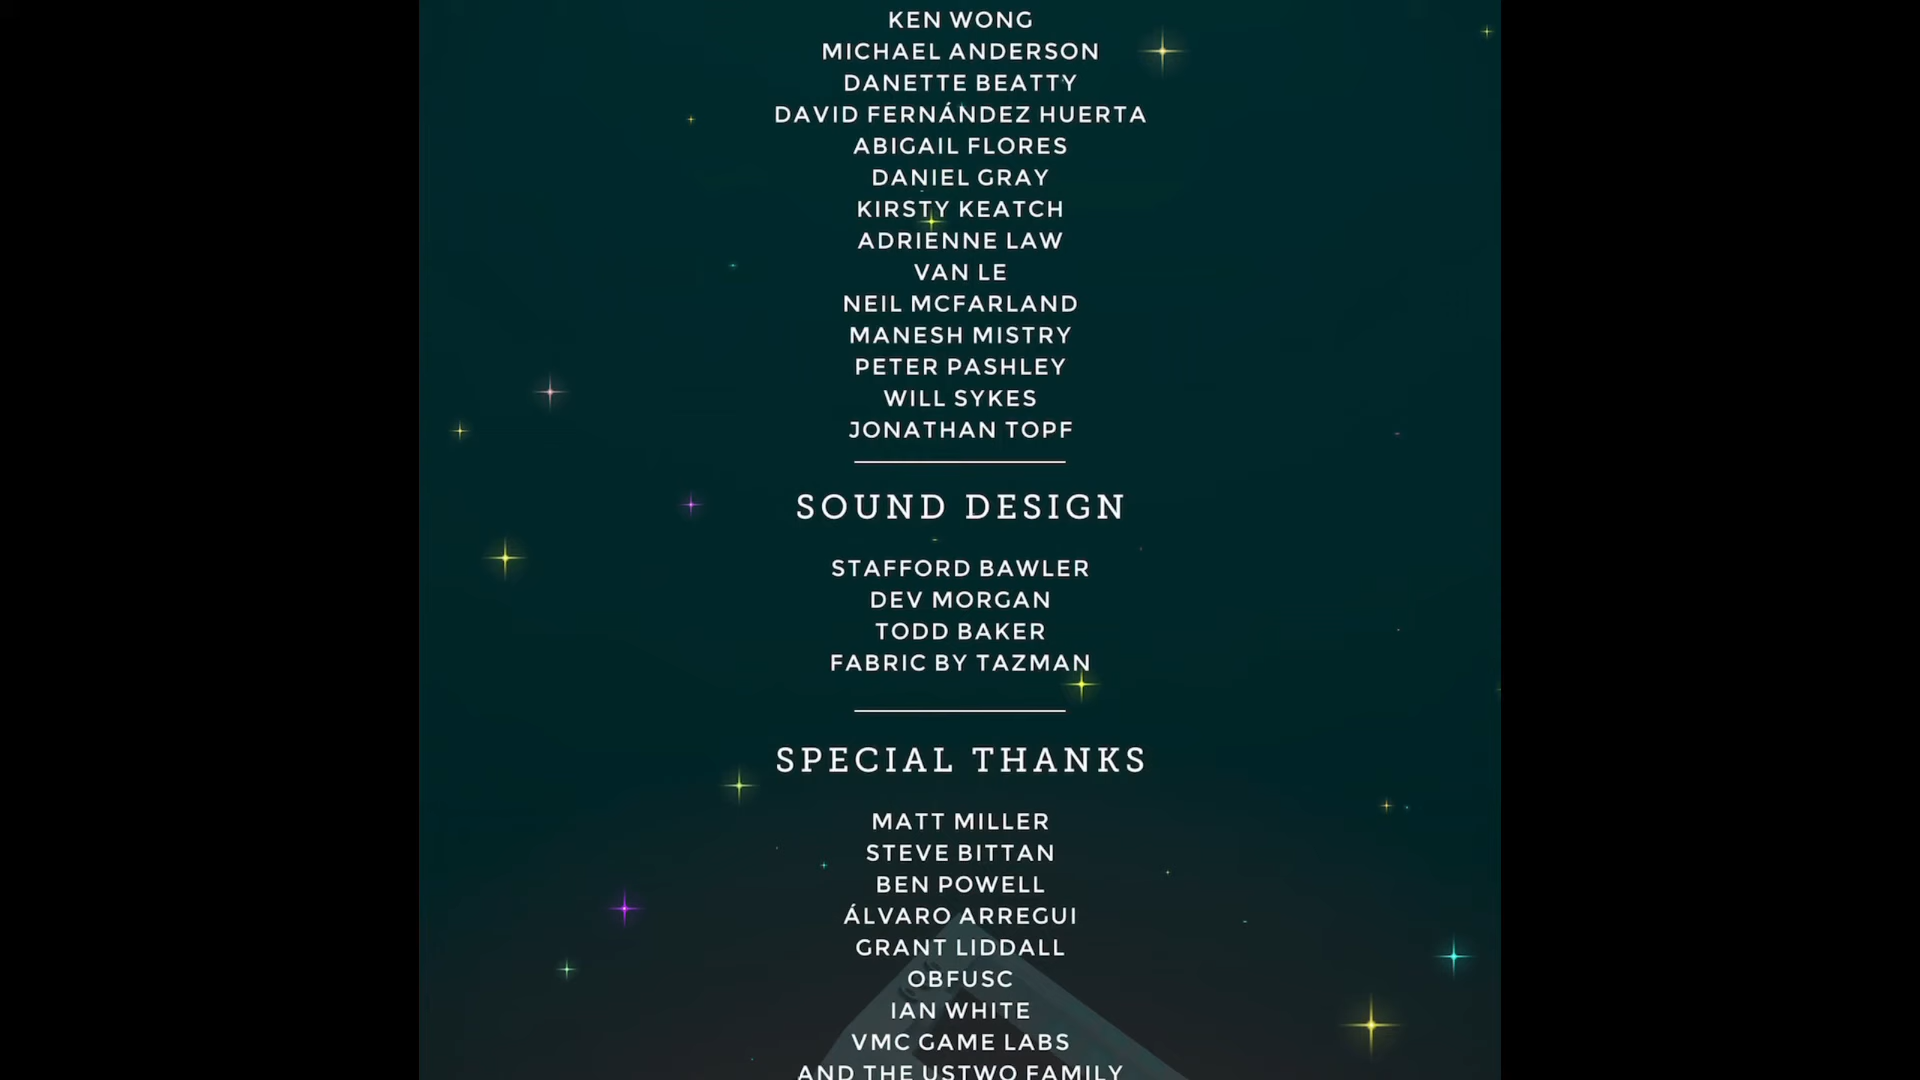 KEN WONG
MICHAEL ANDERSON
DANETTE BEATTY
DAVID FERNÁNDEZ HUERTA
ABIGAIL FLORES
DANIEL GRAY
KIRSTY KEATCH
ADRIENNE LAW
VAN LE
NEIL MCFARLAND
MANESH MISTRY
PETER PASHLEY
WILL SYKES
JONATHAN TOPF
SOUND DESIGN
STAFFORD BAWLER
DEV MORGAN
TODD BAKER
FABRIC BY TAZMAN
SPECIAL THANKS
MATT MILLER
STEVE BITTAN
BEN POWELL
ÁLVARO ARREGUI
GRANT LIDDALL
OBFUSC
IAN WHITE
VMC GAME LABS
AND THE USTWO FAMILY